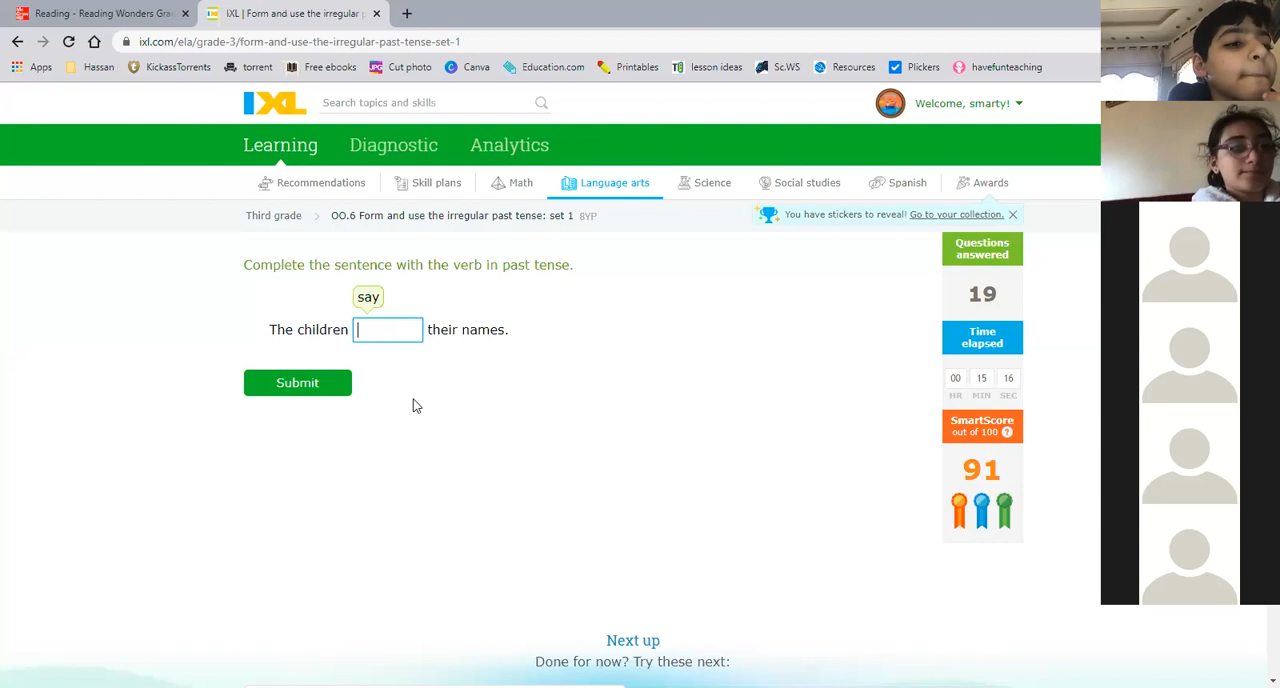 Reading - Reading Wonders Grad
IXL | Form and use the irregular p
ixl.com/ela/grade-3/form-and-use-the-irregular-past-tense-set-1
Apps Hassan KickassTorrents torrent Free ebooks Cut photo Canva Education.com Printables lesson ideas Sc.WS Resources Plickers havefunteaching
IXL Search topics and skills Welcome, smarty!
Learning Diagnostic Analytics
Recommendations Skill plans Math Language arts Science Social studies Spanish Awards
Third grade > OO.6 Form and use the irregular past tense: set 1 8YP
You have stickers to reveal! Go to your collection.
Complete the sentence with the verb in past tense.
say
The children their names.
Submit
Questions
answered
19
Time
elapsed
00 15 16
HR MIN SEC
SmartScore
out of 100 ?
91
Next up
Done for now? Try these next: